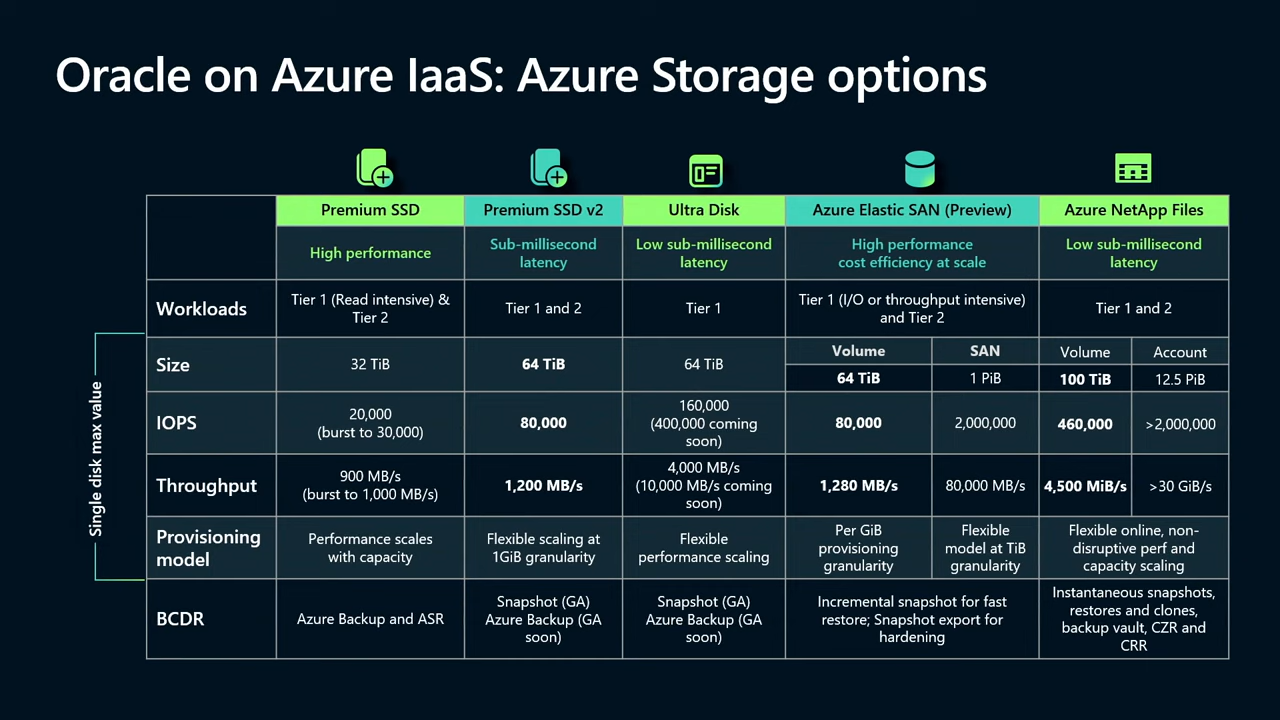 Oracle on Azure IaaS: Azure Storage options
Premium SSD
Premium SSD v2
Ultra Disk
Azure Elastic SAN (Preview)
Azure NetApp Files
High performance
Sub-millisecond
latency
Low sub-millisecond
latency
High performance
cost efficiency at scale
Low sub-millisecond
latency
Workloads
Tier 1 (Read intensive) &
Tier 2
Tier 1 and 2
Tier 1
Tier 1 (I/O or throughput intensive)
and Tier 2
Tier 1 and 2
Single disk max value
Size
32 TiB
64 TiB
64 TiB
Volume
SAN
Volume
Account
64 TiB
1 PiB
100 TiB
12.5 PiB
IOPS
20,000
(burst to 30,000)
80,000
160,000
(400,000 coming
soon)
80,000
2,000,000
460,000
>2,000,000
Throughput
900 MB/s
(burst to 1,000 MB/s)
1,200 MB/s
4,000 MB/s
(10,000 MB/s coming
soon)
1,280 MB/s
80,000 MB/s
4,500 MiB/s
>30 GiB/s
Provisioning
model
Performance scales
with capacity
Flexible scaling at
1GiB granularity
Flexible
performance scaling
Per GiB
provisioning
granularity
Flexible
model at TiB
granularity
Flexible online, non-
disruptive perf and
capacity scaling
BCDR
Azure Backup and ASR
Snapshot (GA)
Azure Backup (GA
soon)
Snapshot (GA)
Azure Backup (GA
soon)
Incremental snapshot for fast
restore; Snapshot export for
hardening
Instantaneous snapshots,
restores and clones,
backup vault, CZR and
CRR